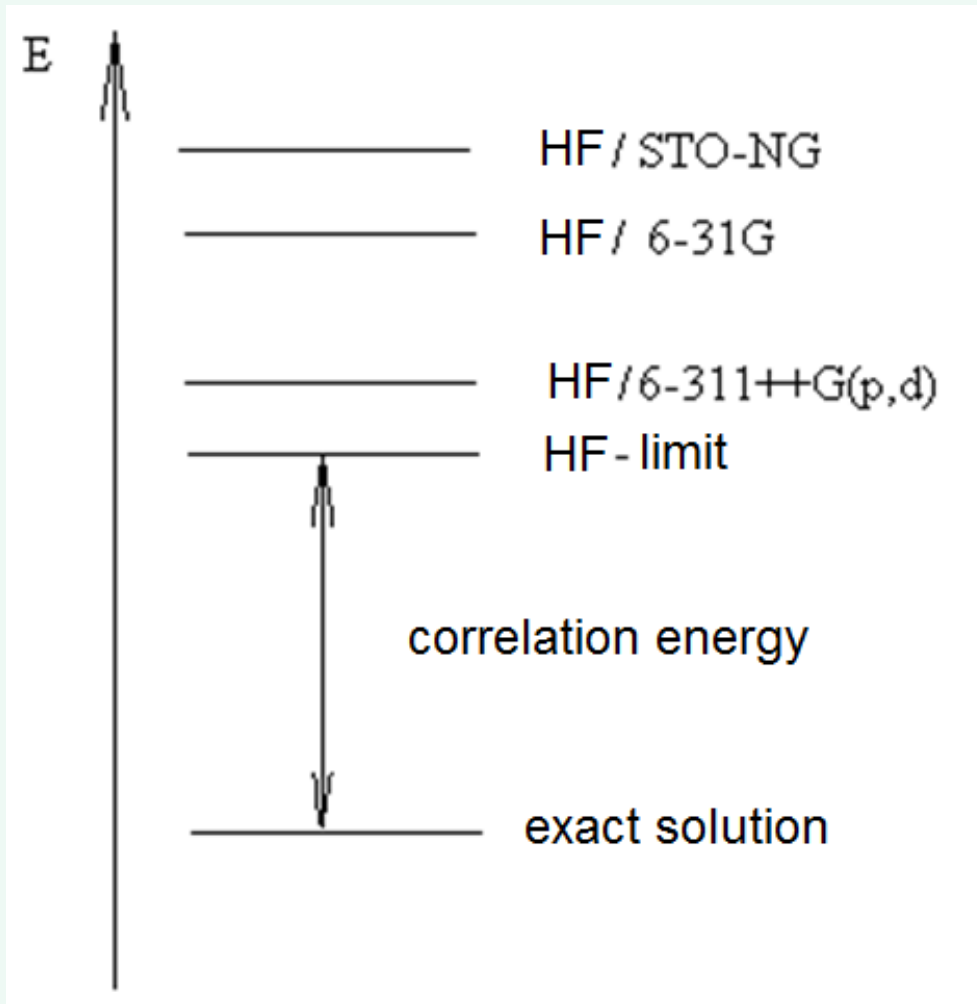 E
HF / STO-NG
HF / 6-31G
HF /6-311++G(p,d)
HF - limit
correlation energy
exact solution